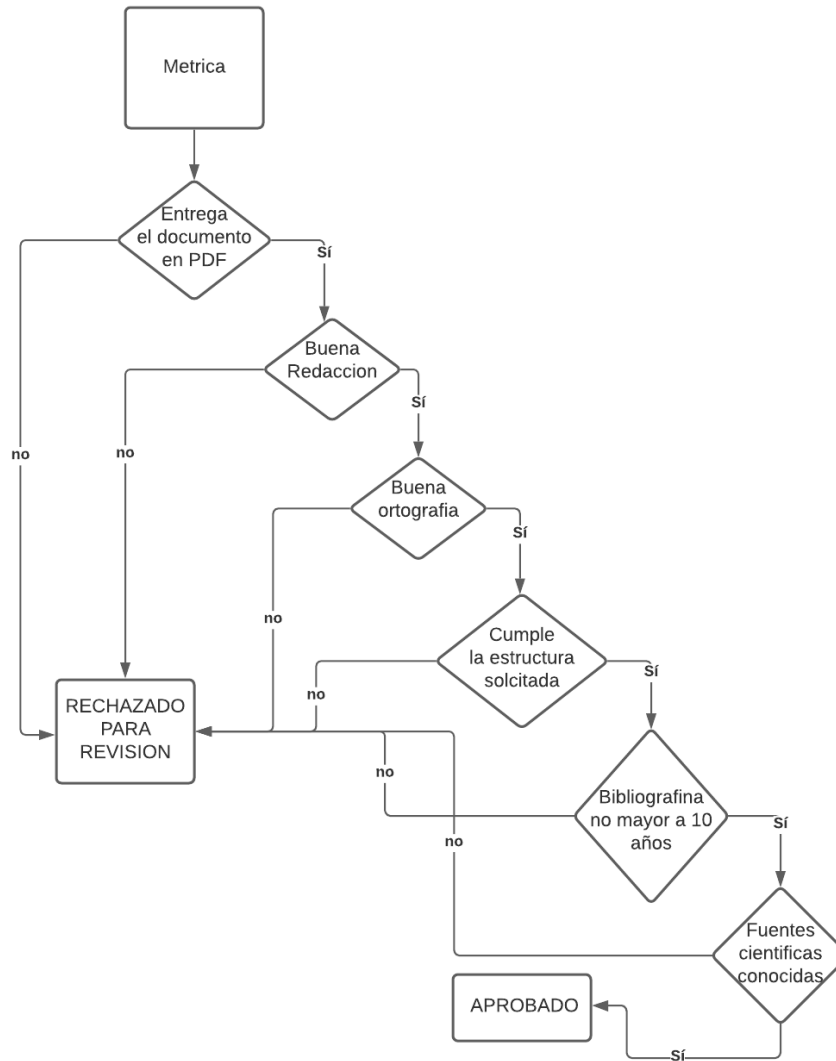 Metrica
Entrega
el documento
en PDF
Sí
no
Buena
Redaccion
Sí
no
Buena
ortografia
Sí
no
Cumple
la estructura
solcitada
Sí
no
RECHAZADO
PARA
REVISION
Bibliografina
no mayor a 10
años
Sí
no
Fuentes
cientificas
conocidas
no
Sí
APROBADO